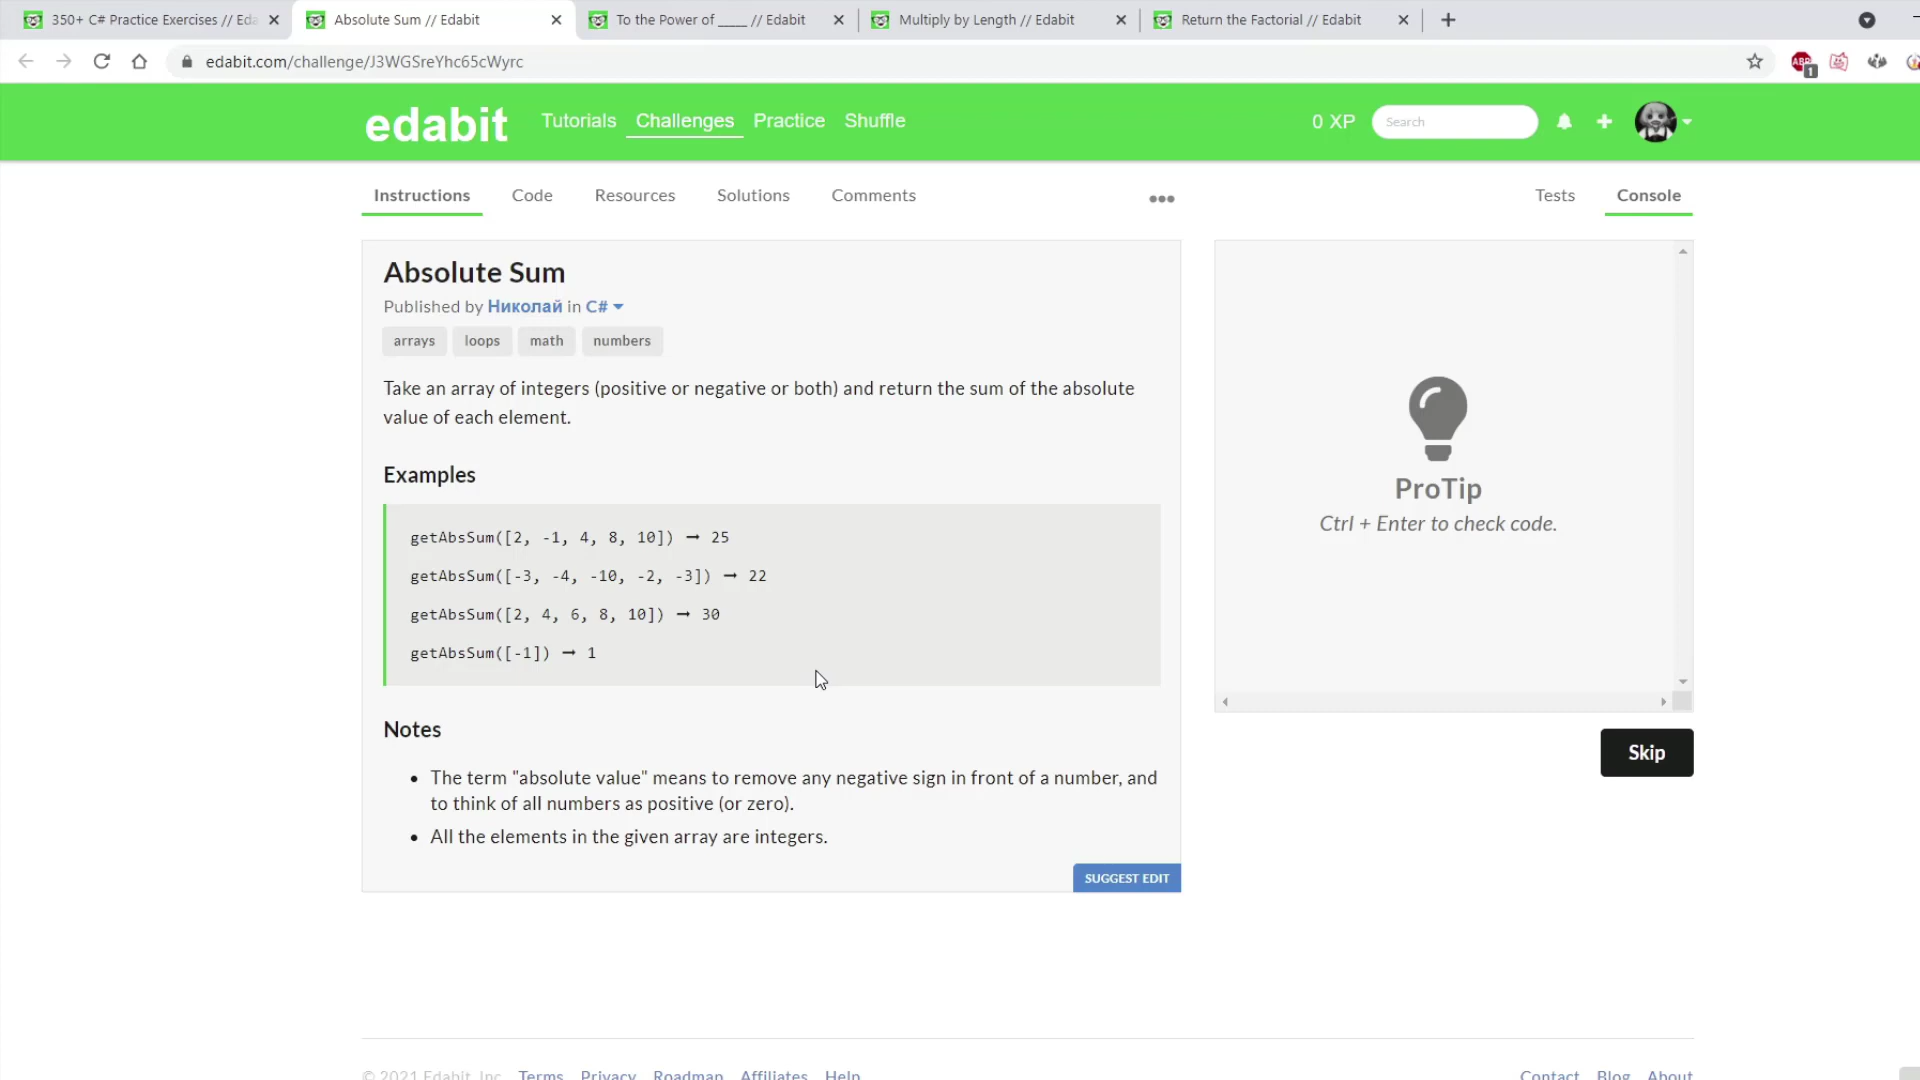 350+ C# Practice Exercises // Eda
Absolute Sum // Edabit
To the Power of ____ // Edabit
Multiply by Length // Edabit
Return the Factorial // Edabit
edabit.com/challenge/J3WGSreYhc65cWyrc
ABP
1
edabit
Tutorials
Challenges
Practice
Shuffle
0 XP
Search
Instructions
Code
Resources
Solutions
Comments
Tests
Console
Absolute Sum
Published by Николай in C#
arrays
loops
math
numbers
Take an array of integers (positive or negative or both) and return the sum of the absolute
value of each element.
Examples
getAbsSum([2, -1, 4, 8, 10]) ➞ 25
getAbsSum([-3, -4, -10, -2, -3]) ➞ 22
getAbsSum([2, 4, 6, 8, 10]) ➞ 30
getAbsSum([-1]) ➞ 1
Notes
• The term "absolute value" means to remove any negative sign in front of a number, and
to think of all numbers as positive (or zero).
• All the elements in the given array are integers.
SUGGEST EDIT
ProTip
Ctrl + Enter to check code.
Skip
© 2021 Edabit, Inc
Terms
Privacy
Roadmap
Affiliates
Help
Contact
Blog
About